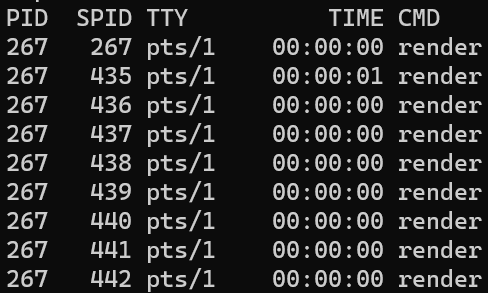 PID  SPID TTY          TIME CMD
267   267 pts/1    00:00:00 render
267   435 pts/1    00:00:01 render
267   436 pts/1    00:00:00 render
267   437 pts/1    00:00:00 render
267   438 pts/1    00:00:00 render
267   439 pts/1    00:00:00 render
267   440 pts/1    00:00:00 render
267   441 pts/1    00:00:00 render
267   442 pts/1    00:00:00 render